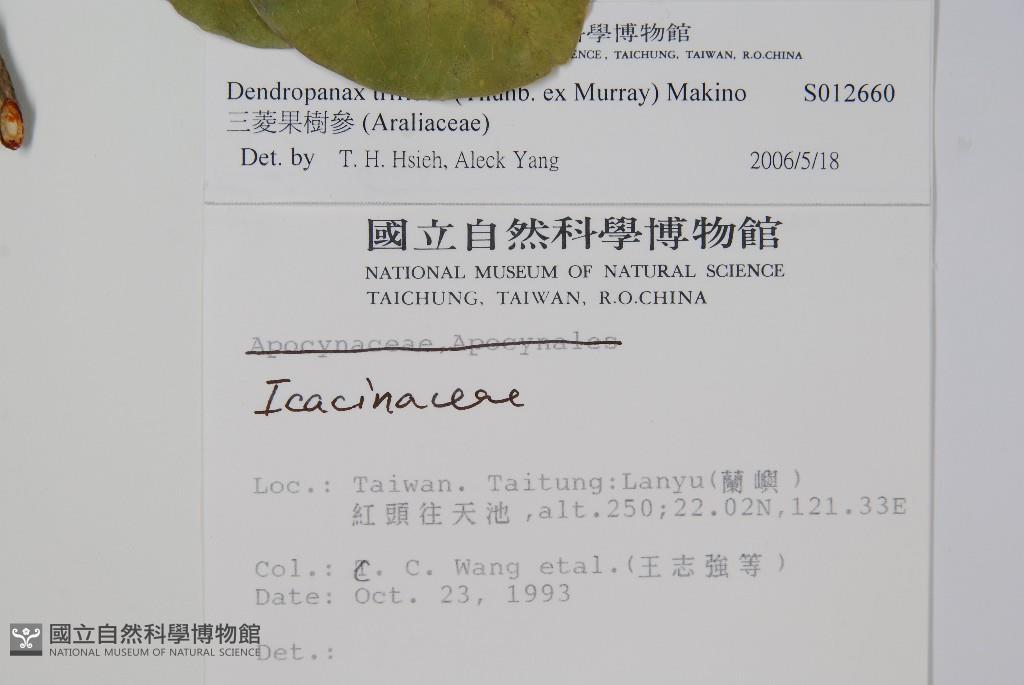 科學博物館
ENCE, TAICHUNG, TAIWAN, R.O.CHINA
Dendropanax (Thunb. ex Murray) Makino S012660
三菱果樹參 (Araliaceae)
Det. by T. H. Hsieh, Aleck Yang 2006/5/18
國立自然科學博物館
NATIONAL MUSEUM OF NATURAL SCIENCE
TAICHUNG, TAIWAN, R.O.CHINA
Apocynaceae,Apocynales
Icacinaceae
Loc.: Taiwan. Taitung:Lanyu(蘭嶼)
紅頭往天池,alt.250;22.02N,121.33E
Col.: C. C. Wang etal.(王志強等)
Date: Oct. 23, 1993
Det.:
國立自然科學博物館
NATIONAL MUSEUM OF NATURAL SCIENCE